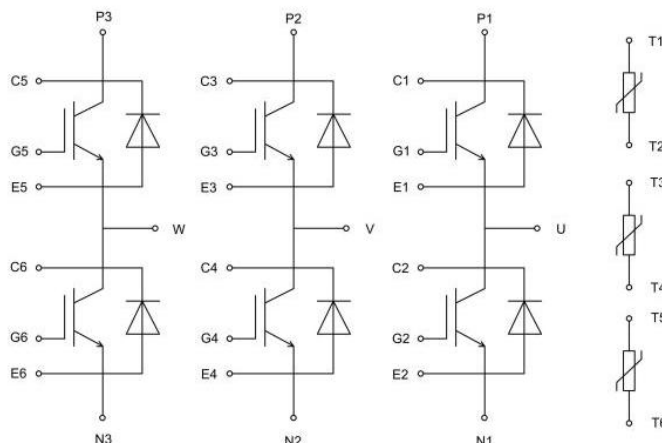 P3 P2 P1
T1
C5 C3 C1
T2
G5 G3 G1
T3
E5 E3 E1
W V U
C6 C4 C2
T4
T5
G6 G4 G2
E6 E4 E2
T6
N3 N2 N1